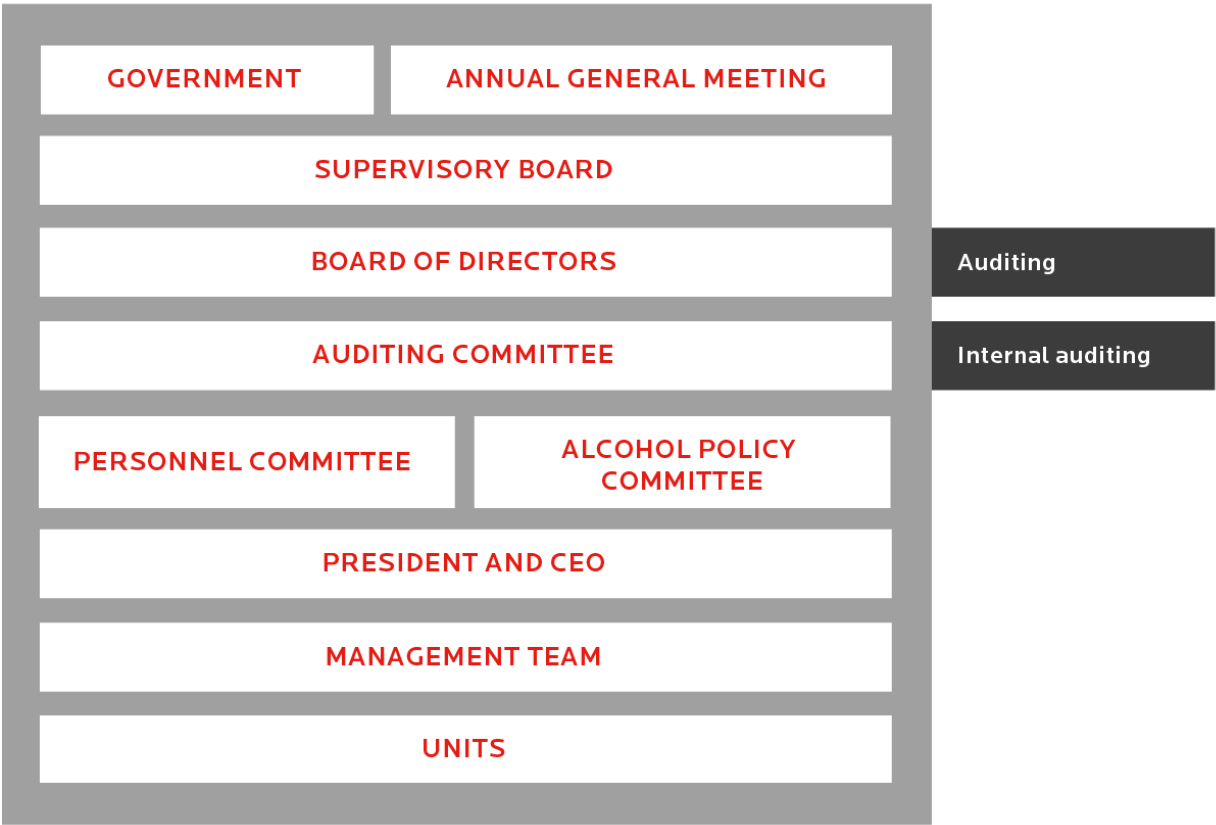 GOVERNMENT
ANNUAL GENERAL MEETING
SUPERVISORY BOARD
BOARD OF DIRECTORS
Auditing
AUDITING COMMITTEE
Internal auditing
PERSONNEL COMMITTEE
ALCOHOL POLICY
COMMITTEE
PRESIDENT AND CEO
MANAGEMENT TEAM
UNITS